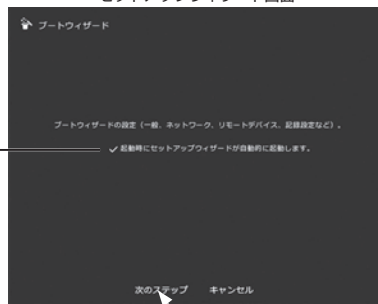 セットアップウィザード画面
ブートウィザード
ブートウィザードの設定（一般、ネットワーク、リモートデバイス、記録設定など）。
✓起動時にセットアップウィザードが自動的に起動します。
次のステップ キャンセル